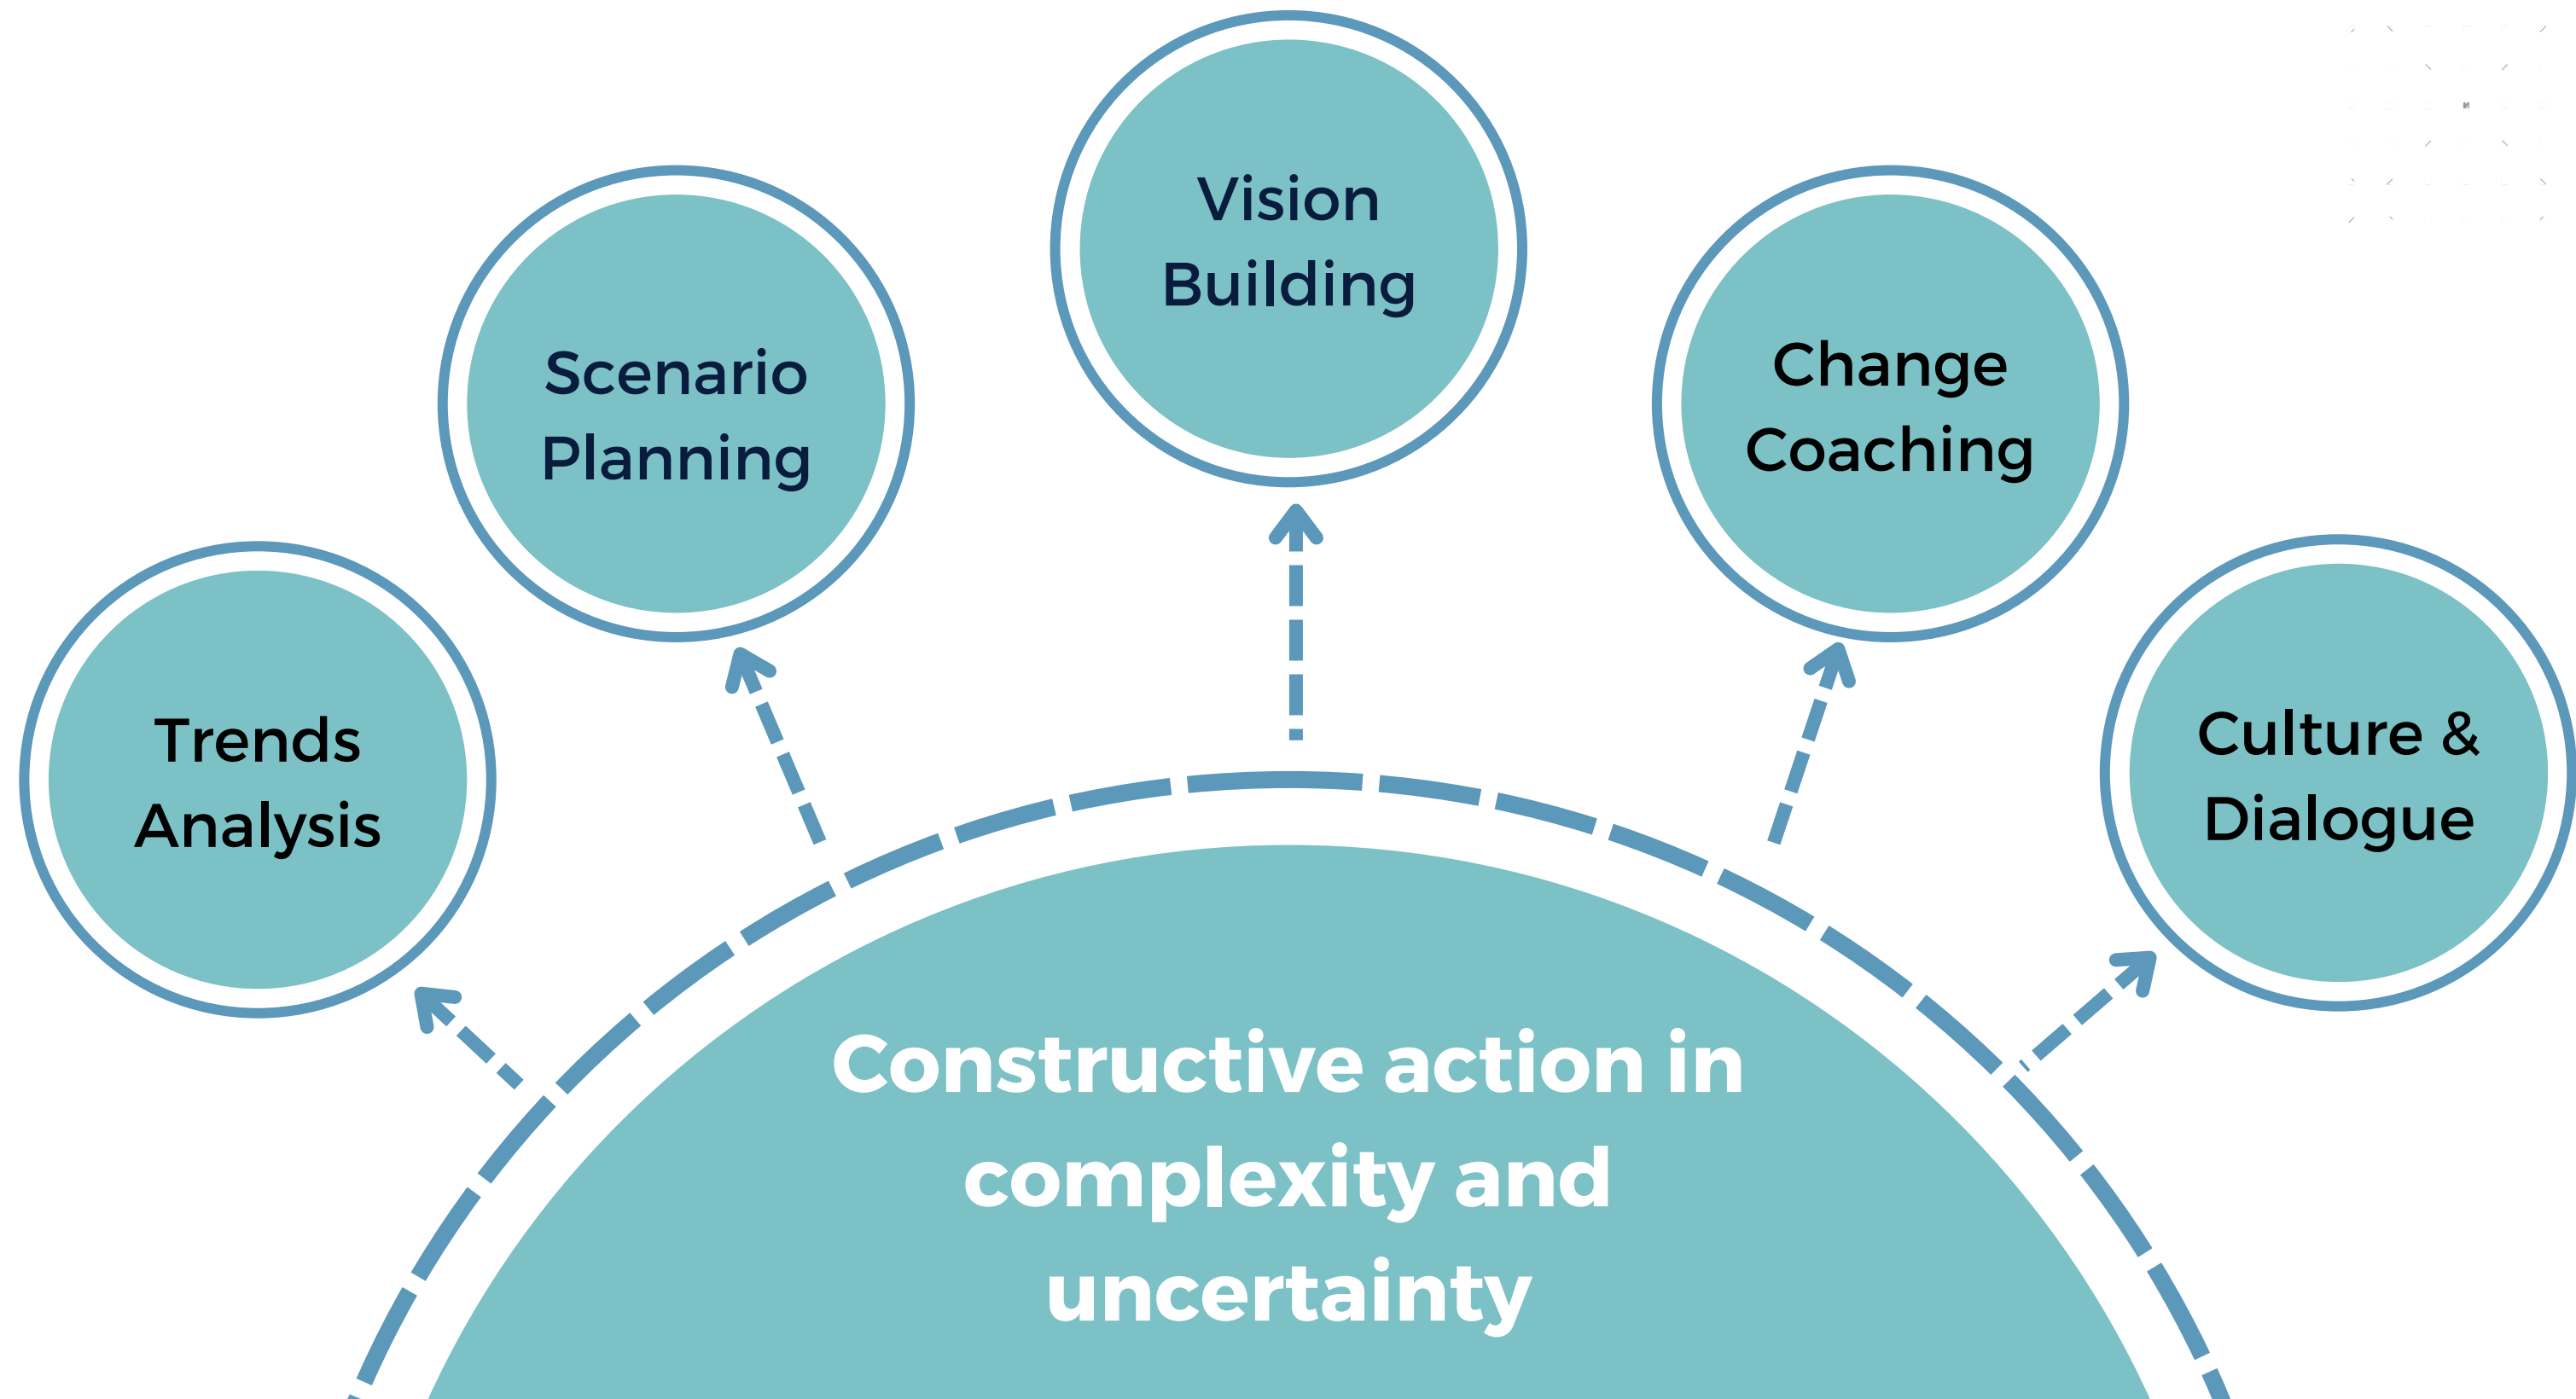 Vision
Building
Scenario
Planning
Change
Coaching
Trends
Analysis
Culture &
Dialogue
Constructive action in
complexity and
uncertainty